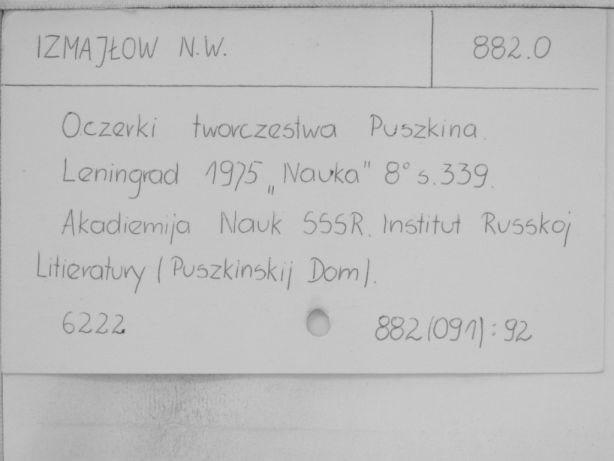 IZMAJŁOW N.W. 882.0
Oczerki tworczestwa Puszkina.
Leningrad 1975 „Nauka" 8° s.339.
Akadiemija Nauk SSSR. Institut Russkoj
Litieratury (Puszkinskij Dom).
6222 882(091):92